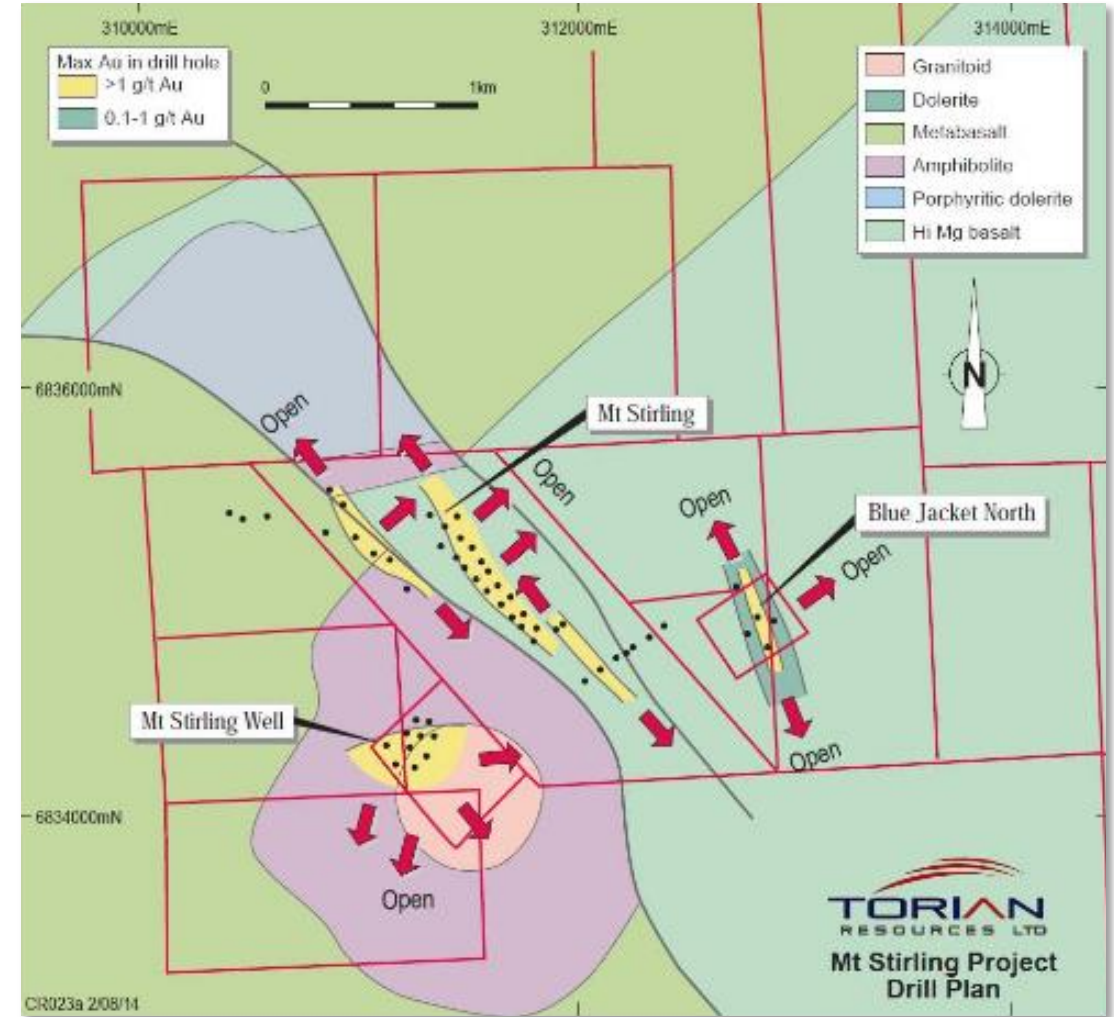 310000mE
312000mE
314000mE
Max Au in drill hole
>1 g/t Au
0.1-1 g/t Au
0
1km
Granitoid
Dolerite
Metabasalt
Amphibolite
Porphyritic dolerite
Hi Mg basalt
N
6836000mN
Open
Mt Stirling
Open
Open
Blue Jacket North
Open
Mt Stirling Well
Open
6834000mN
Open
TORIAN
RESOURCES LTD
Mt Stirling Project
Drill Plan
CR023a 2/08/14